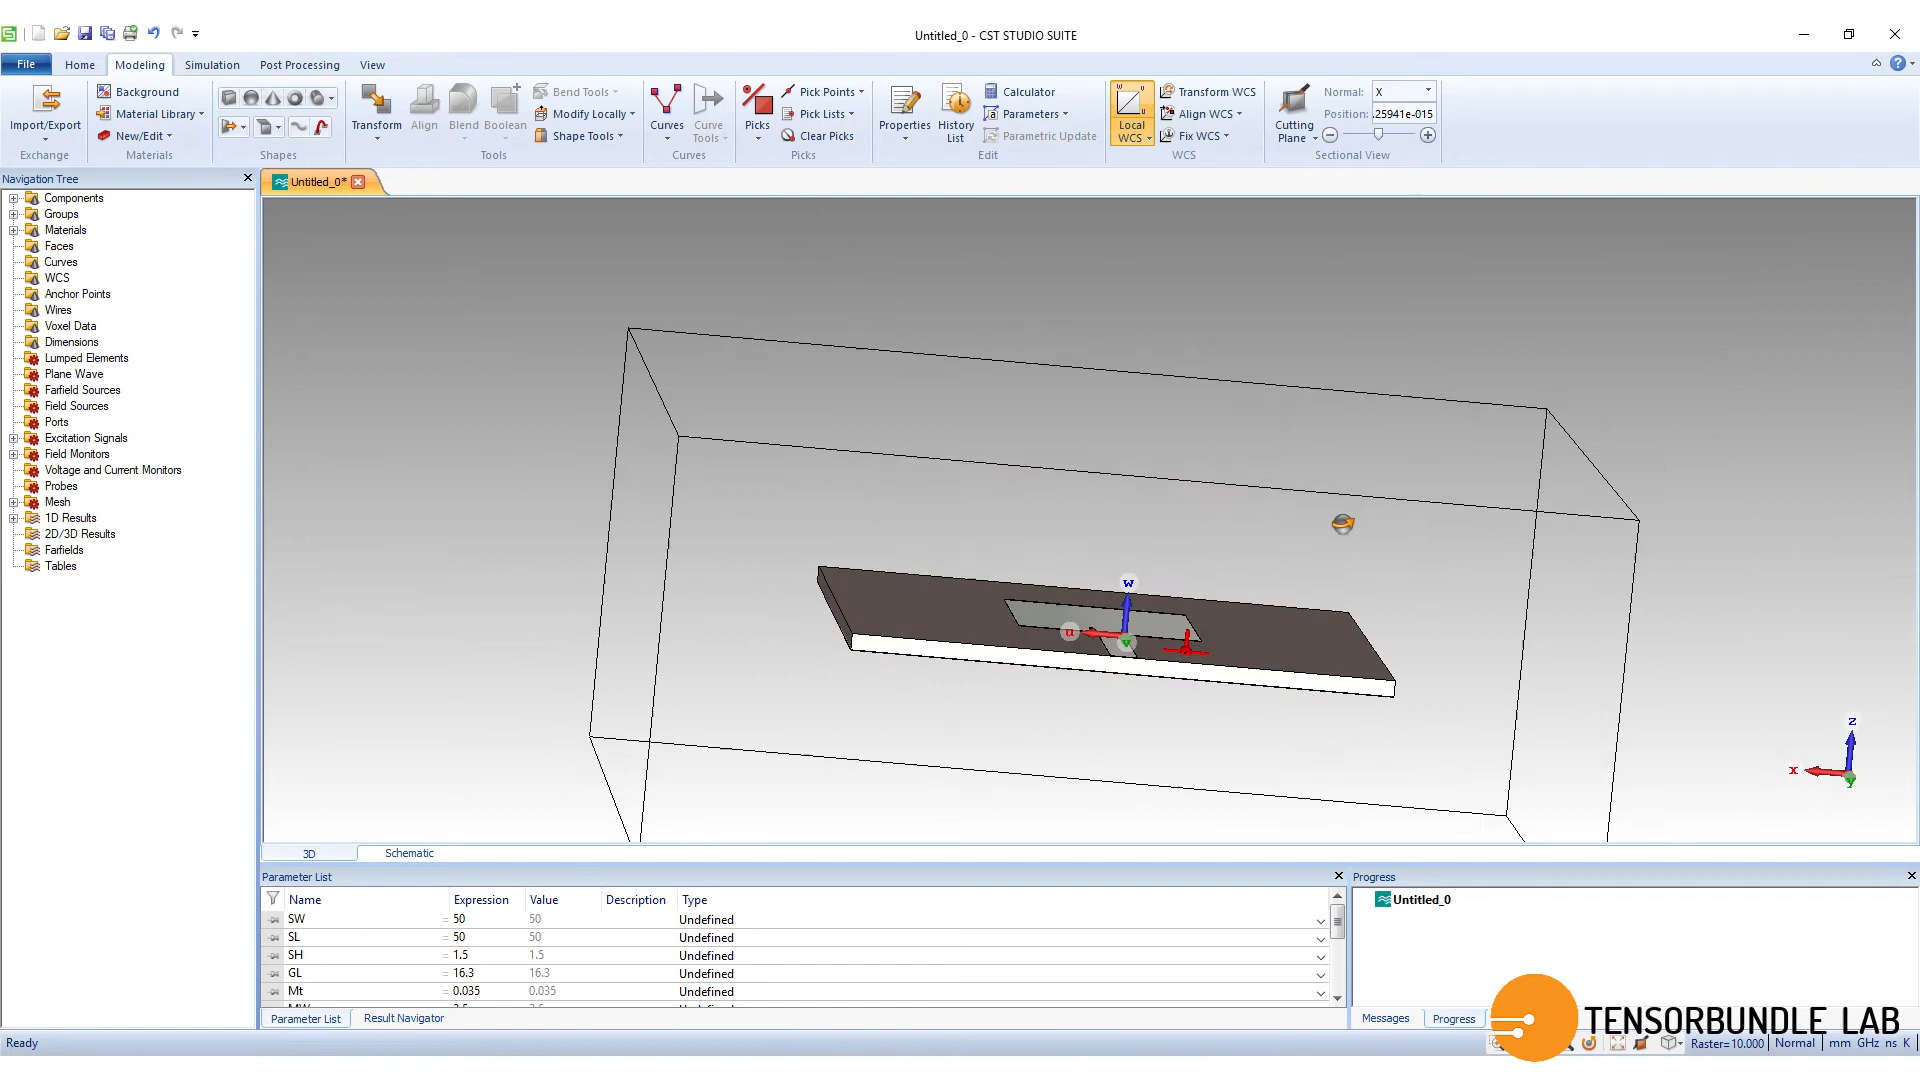 Untitled_0 - CST STUDIO SUITE
File Home Modeling Simulation Post Processing View
Import/Export
Exchange
Background
Material Library
New/Edit
Materials
Shapes
Transform Align Blend Boolean
Bend Tools
Modify Locally
Shape Tools
Tools
Curves Curve Tools
Curves
Picks
Pick Points
Pick Lists
Clear Picks
Picks
Properties History List
Calculator
Parameters
Parametric Update
Edit
Local WCS
Transform WCS
Align WCS
Fix WCS
WCS
Cutting Plane
Normal: X
Position: .25941e-015
Sectional View
Navigation Tree
Untitled_0*
Components
Groups
Materials
Faces
Curves
WCS
Anchor Points
Wires
Voxel Data
Dimensions
Lumped Elements
Plane Wave
Farfield Sources
Field Sources
Ports
Excitation Signals
Field Monitors
Voltage and Current Monitors
Probes
Mesh
1D Results
2D/3D Results
Farfields
Tables
w
u
v
z
x
y
3D Schematic
Parameter List
Name Expression Value Description Type
SW = 50 50 Undefined
SL = 50 50 Undefined
SH = 1.5 1.5 Undefined
GL = 16.3 16.3 Undefined
Mt = 0.035 0.035 Undefined
Parameter List Result Navigator
Progress
Untitled_0
Messages Progress
TENSORBUNDLE LAB
Ready
Raster=10.000 Normal mm GHz ns K